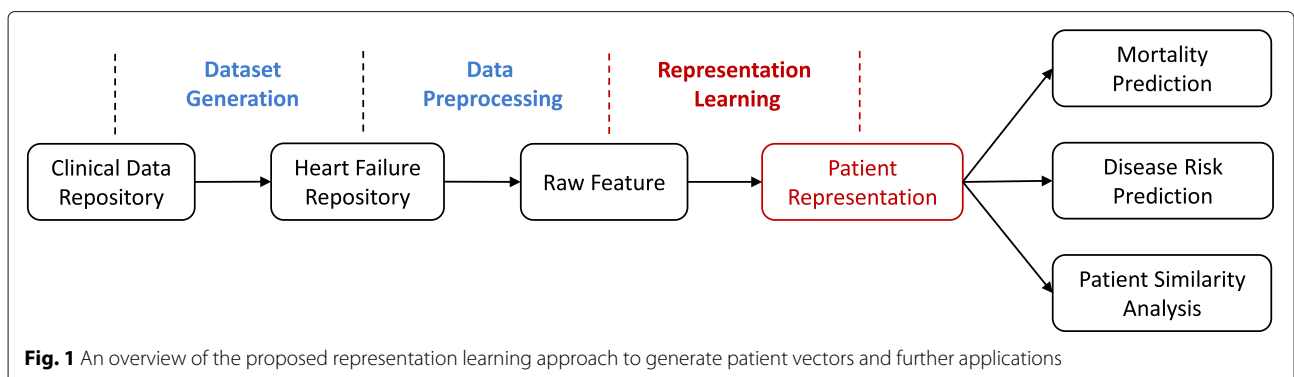 Dataset
Generation
Data
Preprocessing
Representation
Learning
Clinical Data
Repository
Heart Failure
Repository
Raw Feature
Patient
Representation
Mortality
Prediction
Disease Risk
Prediction
Patient Similarity
Analysis
Fig. 1 An overview of the proposed representation learning approach to generate patient vectors and further applications